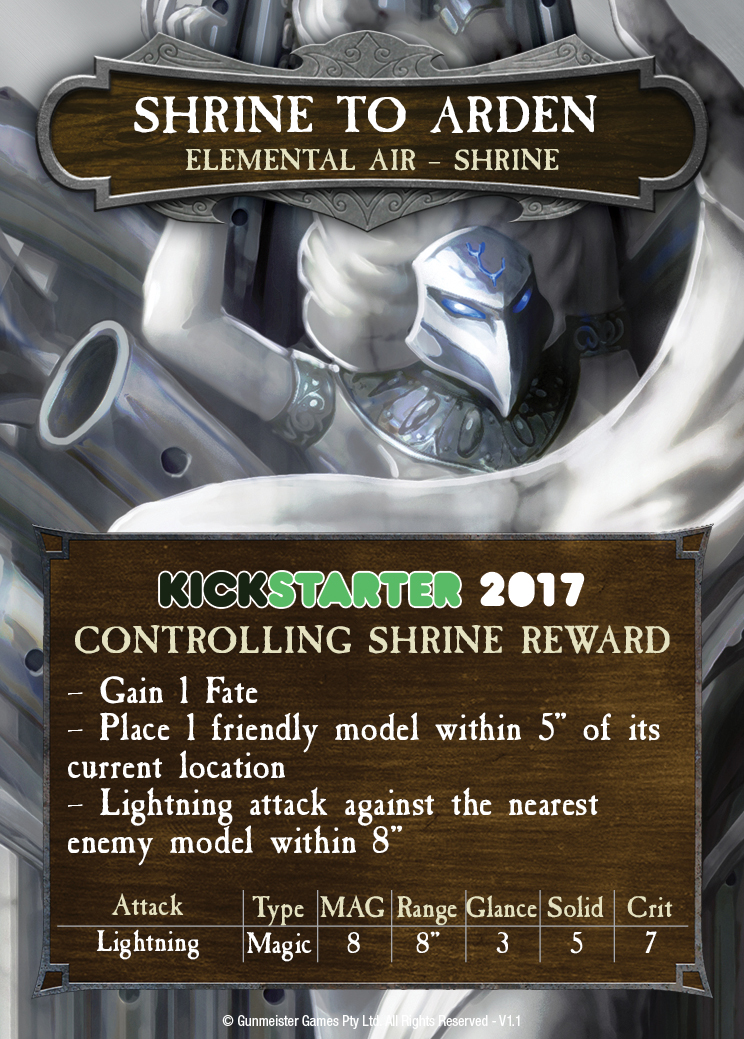 SHRINE TO ARDEN
ELEMENTAL AIR – SHRINE
KICKSTARTER 2017
CONTROLLING SHRINE REWARD
– Gain 1 Fate
– Place 1 friendly model within 5” of its
current location
– Lightning attack against the nearest
enemy model within 8”
Attack Type MAG Range Glance Solid Crit
Lightning Magic 8 8” 3 5 7
© Gunmeister Games Pty Ltd. All Rights Reserved - V1.1